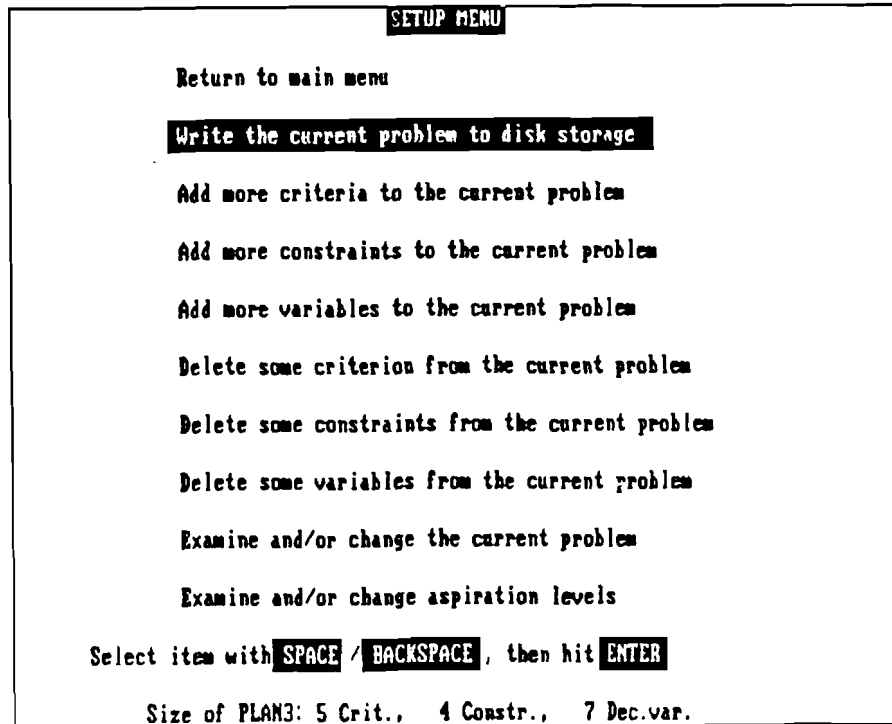 SETUP MENU
Return to main menu
Write the current problem to disk storage
Add more criteria to the current problem
Add more constraints to the current problem
Add more variables to the current problem
Delete some criterion from the current problem
Delete some constraints from the current problem
Delete some variables from the current problem
Examine and/or change the current problem
Examine and/or change aspiration levels
Select item with SPACE / BACKSPACE , then hit ENTER
Size of PLAN3: 5 Crit., 4 Constr., 7 Dec.var.